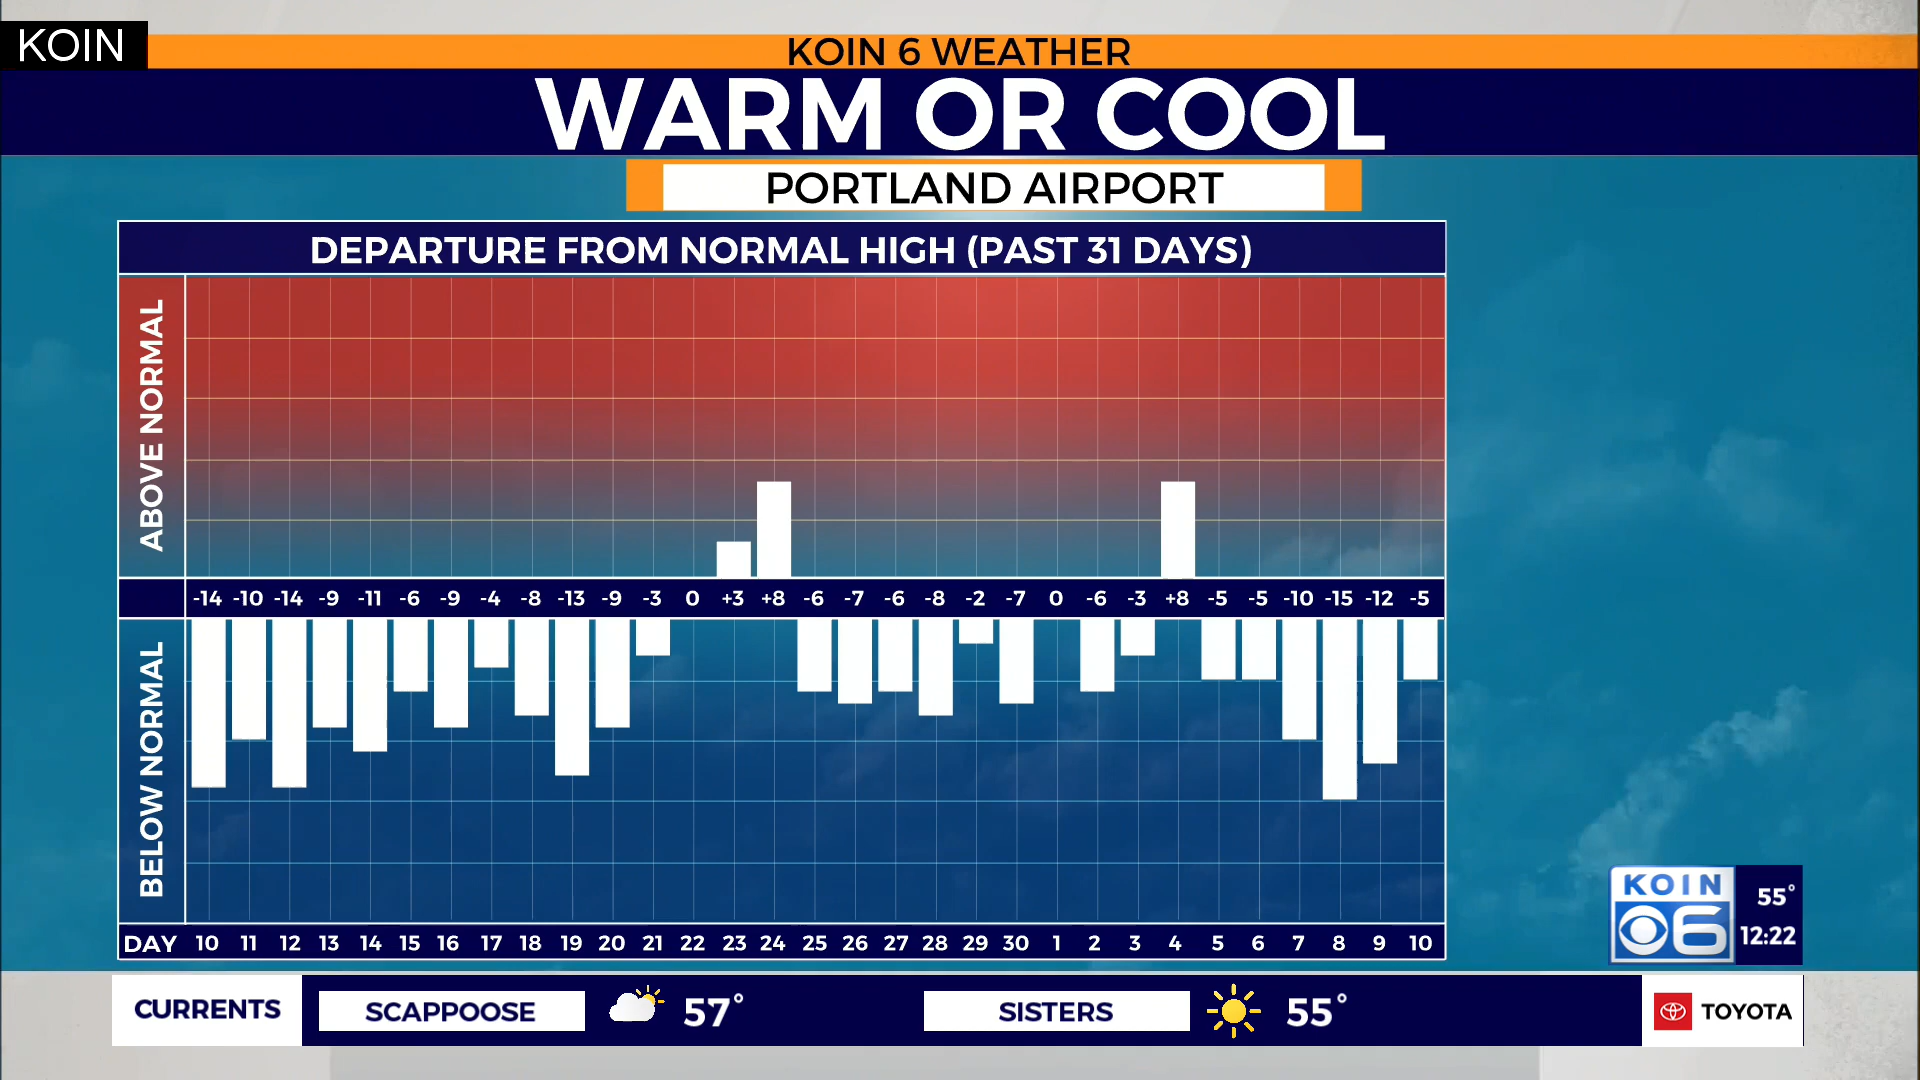 KOIN
KOIN 6 WEATHER
WARM OR COOL
PORTLAND AIRPORT
DEPARTURE FROM NORMAL HIGH (PAST 31 DAYS)
ABOVE NORMAL
-14 -10 -14 -9 -11 -6 -9 -4 -8 -13 -9 -3 0 +3 +8 -6 -7 -6 -8 -2 -7 0 -6 -3 +8 -5 -5 -10 -15 -12 -5
BELOW NORMAL
DAY 10 11 12 13 14 15 16 17 18 19 20 21 22 23 24 25 26 27 28 29 30 1 2 3 4 5 6 7 8 9 10
KOIN 6
55°
12:22
CURRENTS SCAPPOOSE 57° SISTERS 55° TOYOTA